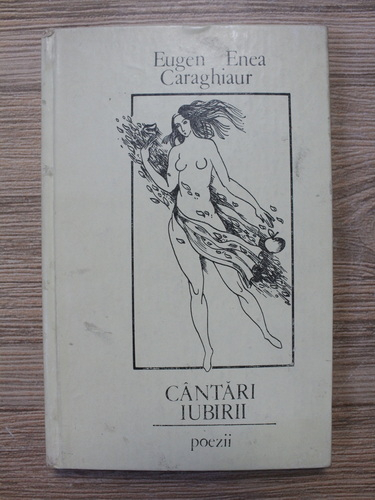 Eugen Enea
Caraghiaur
CÂNTĂRI
IUBIRII
poezii